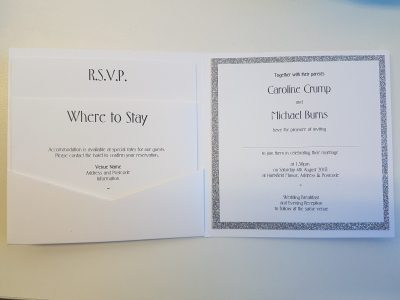 R.S.V.P.
Where to Stay
Accommodation is available at special rates for our guests.
Please contact the hotel to confirm your reservation.
Venue Name
Address and Postcode
Information
Together with their parents
Caroline Crump
and
Michael Burns
have the pleasure of inviting
to join them in celebrating their marriage
at 1.30pm
on Saturday 4th August 2018
at Manor, Address & Postcode
Wedding Breakfast
and Evening Reception
to follow at the same venue